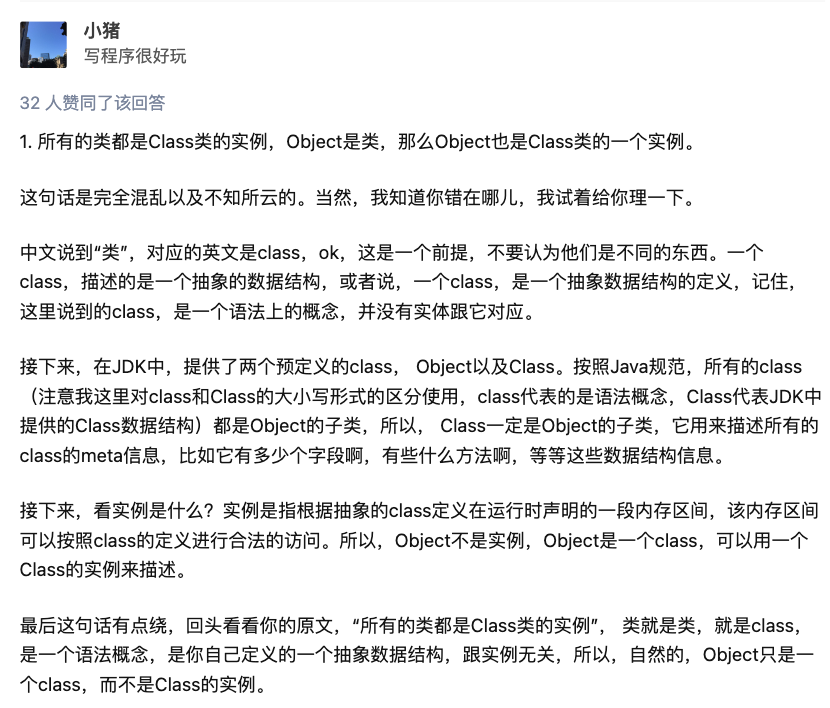 小猪
写程序很好玩
32 人赞同了该回答
1. 所有的类都是Class类的实例，Object是类，那么Object也是Class类的一个实例。
这句话是完全混乱以及不知所云的。当然，我知道你错在哪儿，我试着给你理一下。
中文说到“类”，对应的英文是class，ok，这是一个前提，不要认为他们是不同的东西。一个
class，描述的是一个抽象的数据结构，或者说，一个class，是一个抽象数据结构的定义，记住，
这里说到的class，是一个语法上的概念，并没有实体跟它对应。
接下来，在JDK中，提供了两个预定义的class， Object以及Class。按照Java规范，所有的class
（注意我这里对class和Class的大小写形式的区分使用，class代表的是语法概念，Class代表JDK中
提供的Class数据结构）都是Object的子类，所以， Class一定是Object的子类，它用来描述所有的
class的meta信息，比如它有多少个字段啊，有些什么方法啊，等等这些数据结构信息。
接下来，看实例是什么？实例是指根据抽象的class定义在运行时声明的一段内存区间，该内存区间
可以按照class的定义进行合法的访问。所以，Object不是实例，Object是一个class，可以用一个
Class的实例来描述。
最后这句话有点绕，回头看看你的原文，“所有的类都是Class类的实例”， 类就是类，就是class，
是一个语法概念，是你自己定义的一个抽象数据结构，跟实例无关，所以，自然的，Object只是一
个class，而不是Class的实例。